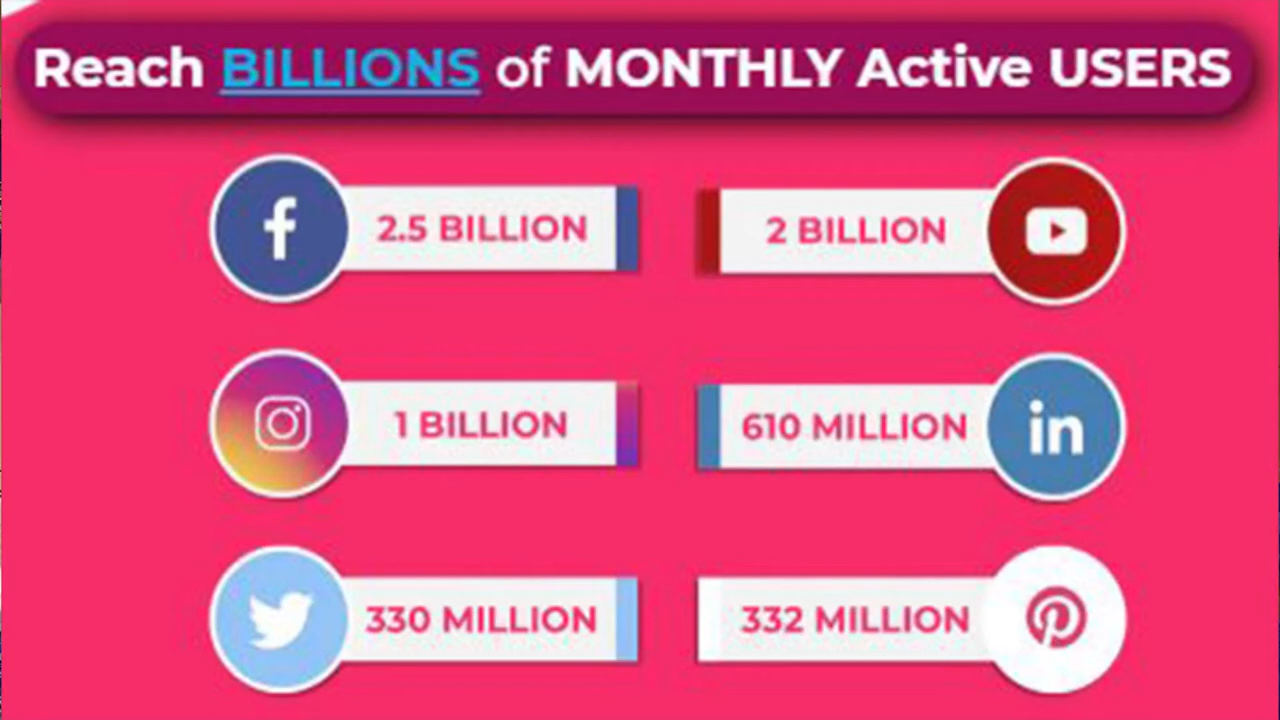 Reach BILLIONS of MONTHLY Active USERS
f 2.5 BILLION
2 BILLION
1 BILLION
610 MILLION in
330 MILLION
332 MILLION